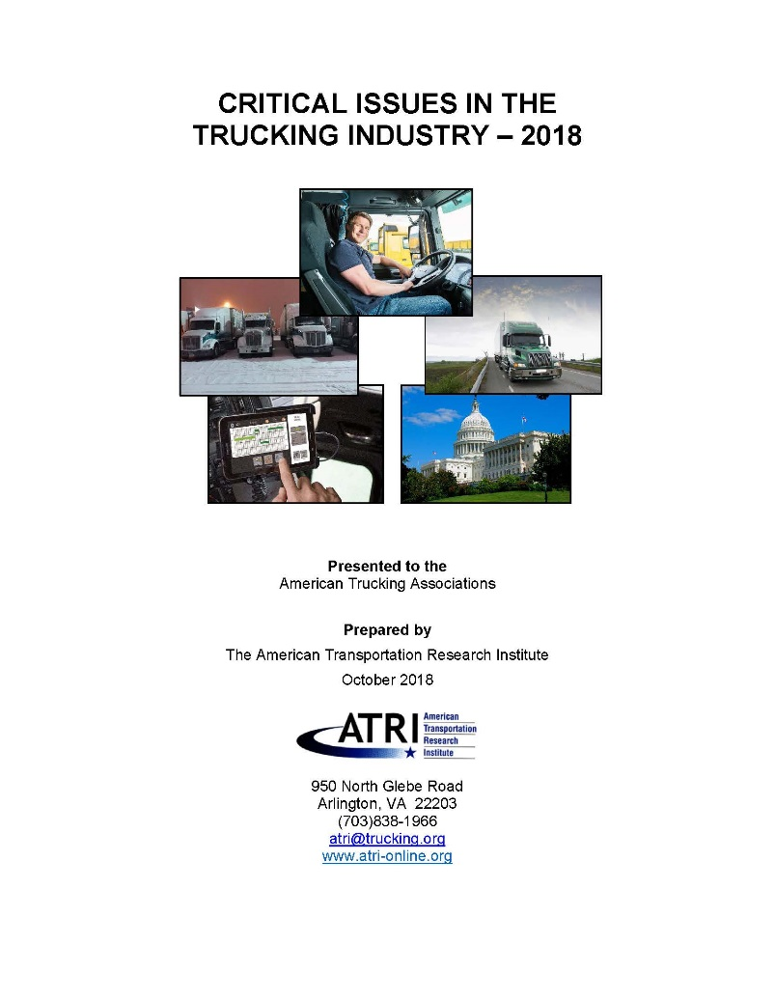 CRITICAL ISSUES IN THE
TRUCKING INDUSTRY – 2018
Presented to the
American Trucking Associations
Prepared by
The American Transportation Research Institute
October 2018
ATRI
American
Transportation
Research
Institute
950 North Glebe Road
Arlington, VA  22203
(703)838-1966
atri@trucking.org
www.atri-online.org